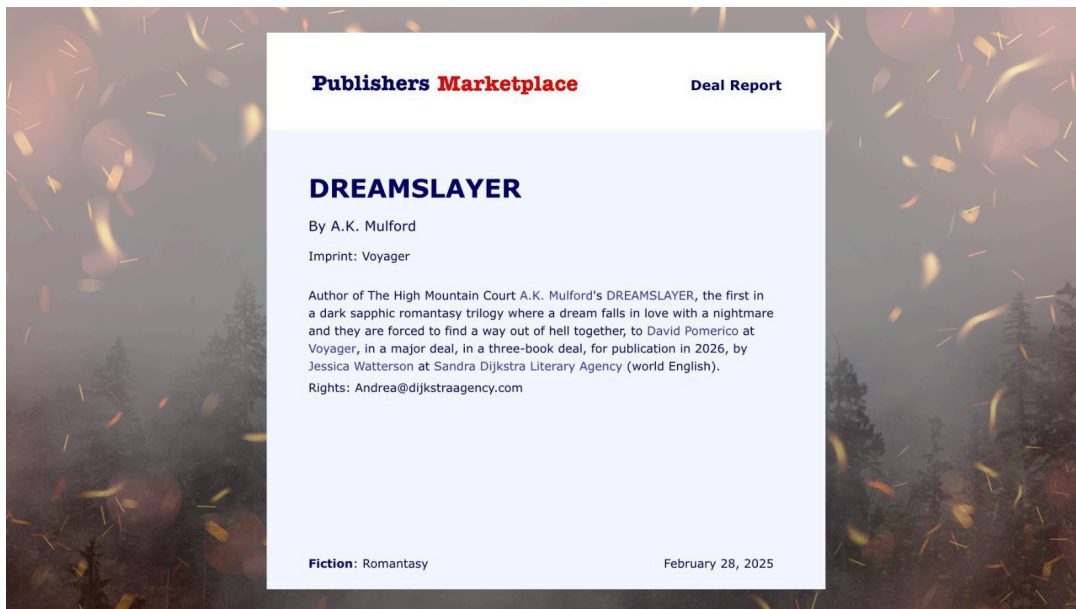 Publishers Marketplace
Deal Report
DREAMSLAYER
By A.K. Mulford
Imprint: Voyager
Author of The High Mountain Court A.K. Mulford's DREAMSLAYER, the first in
a dark sapphic romantasy trilogy where a dream falls in love with a nightmare
and they are forced to find a way out of hell together, to David Pomerico at
Voyager, in a major deal, in a three-book deal, for publication in 2026, by
Jessica Watterson at Sandra Dijkstra Literary Agency (world English).
Rights: Andrea@dijkstraagency.com
Fiction: Romantasy
February 28, 2025